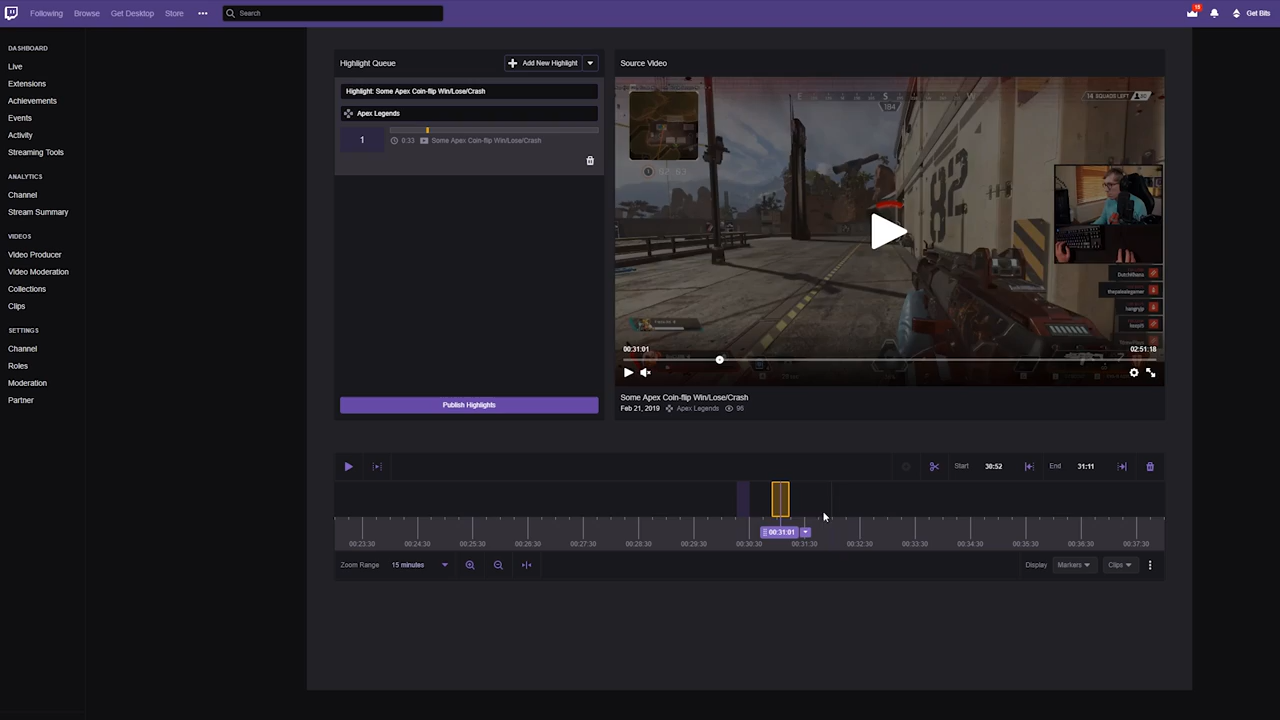 Following Browse Get Desktop Store ••• Search 15 Get Bits
DASHBOARD
Live
Extensions
Achievements
Events
Activity
Streaming Tools
ANALYTICS
Channel
Stream Summary
VIDEOS
Video Producer
Video Moderation
Collections
Clips
SETTINGS
Channel
Roles
Moderation
Partner
Highlight Queue Add New Highlight
Highlight: Some Apex Coin-flip Win/Lose/Crash
Apex Legends
1 0:33 Some Apex Coin-flip Win/Lose/Crash
Publish Highlights
Source Video
E S W
184
14 SQUADS LEFT
82
thepaladisgamer
hangryjp
00:31:01 02:51:18
Some Apex Coin-flip Win/Lose/Crash
Feb 21, 2019 Apex Legends 96
Start 30:52 End 31:11
00:31:01
00:23:30 00:24:30 00:25:30 00:26:30 00:27:30 00:28:30 00:29:30 00:30:30 00:31:30 00:32:30 00:33:30 00:34:30 00:35:30 00:36:30 00:37:30
Zoom Range 15 minutes Display Markers Clips